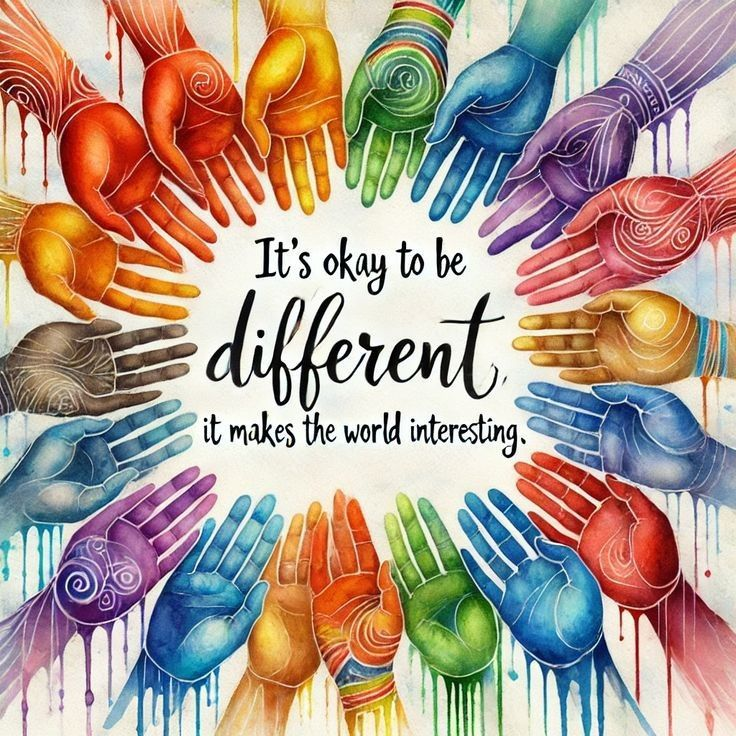 It's okay to be
different,
it makes the world interesting.